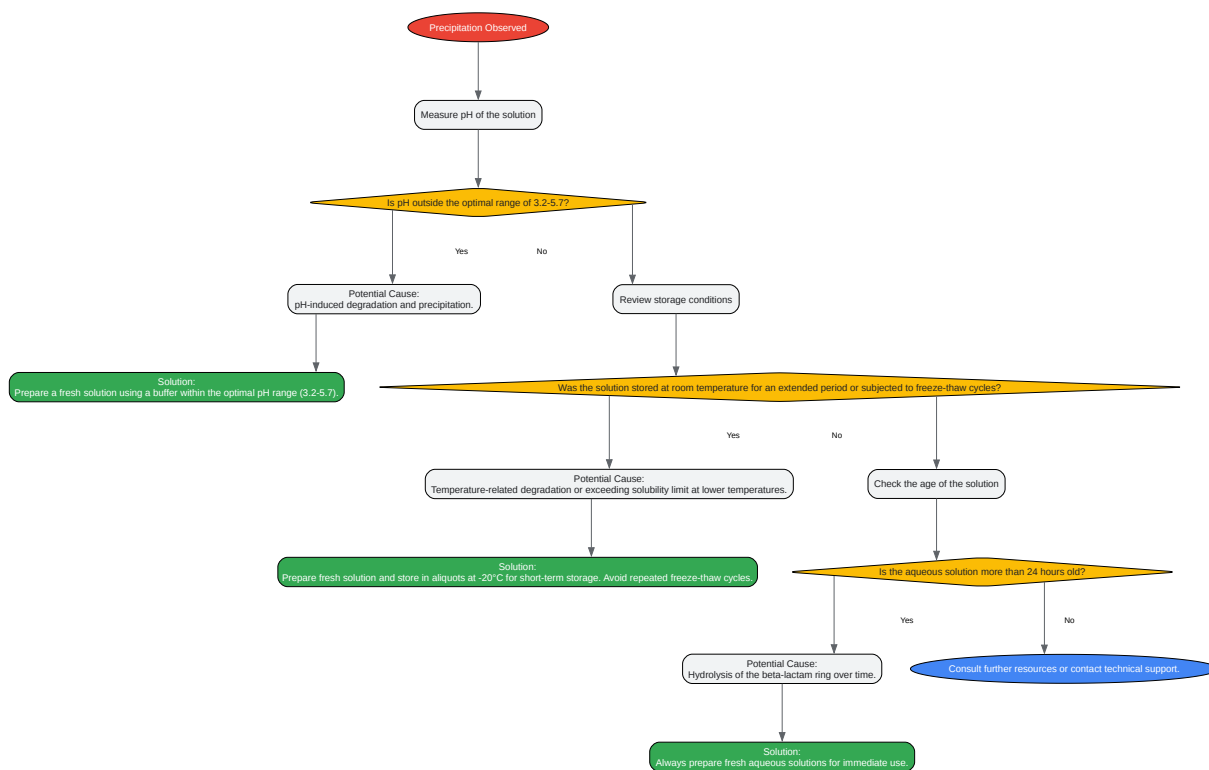 Precipitation Observed
Measure pH of the solution
Is pH outside the optimal range of 3.2-5.7?
Yes
No
Potential Cause:
pH-induced degradation and precipitation.
Review storage conditions
Solution:
Prepare a fresh solution using a buffer within the optimal pH range (3.2-5.7).
Was the solution stored at room temperature for an extended period or subjected to freeze-thaw cycles?
Yes
No
Potential Cause:
Temperature-related degradation or exceeding solubility limit at lower temperatures.
Check the age of the solution
Solution:
Prepare fresh solution and store in aliquots at -20°C for short-term storage. Avoid repeated freeze-thaw cycles.
Is the aqueous solution more than 24 hours old?
Yes
No
Potential Cause:
Hydrolysis of the beta-lactam ring over time.
Consult further resources or contact technical support.
Solution:
Always prepare fresh aqueous solutions for immediate use.